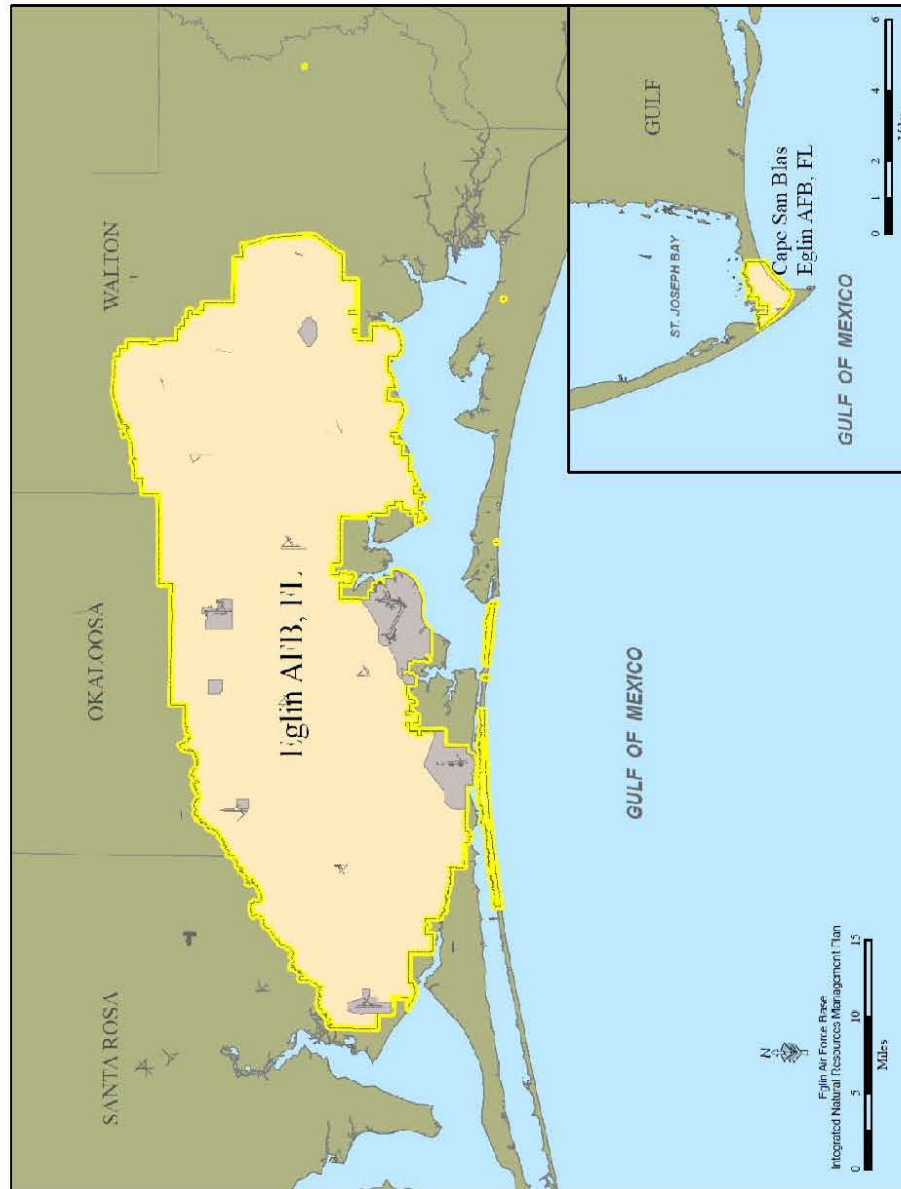 SANTA ROSA
OKALOOSA
WALTON
Eglin AFB, FL
GULF OF MEXICO
N
Eglin Air Force Base
Integrated Natural Resources Management Plan
0 5 10 15
Miles
GULF
ST. JOSEPH BAY
Cape San Blas
Eglin AFB, FL
GULF OF MEXICO
0 1 2 4 6